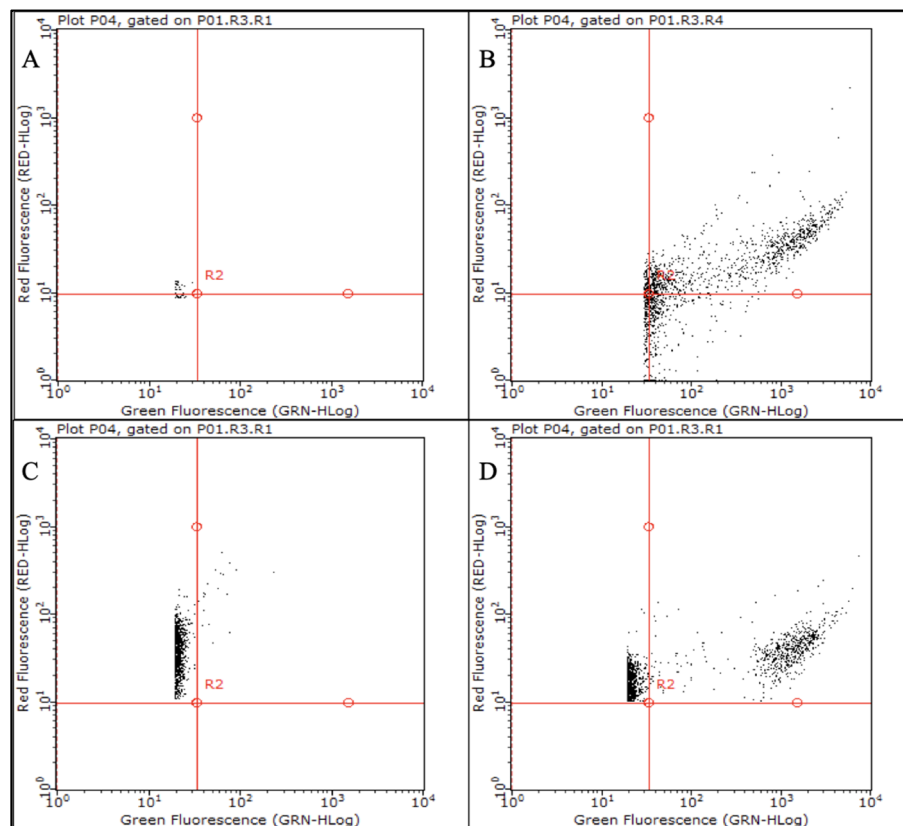 Plot P04, gated on P01.R3.R1
A
Red Fluorescence (RED-HLog)
10^4
10^3
10^2
10^1
10^0
R2
10^0 10^1 10^2 10^3 10^4
Green Fluorescence (GRN-HLog)
Plot P04, gated on P01.R3.R4
B
Red Fluorescence (RED-HLog)
10^4
10^3
10^2
10^1
10^0
R2
10^0 10^1 10^2 10^3 10^4
Green Fluorescence (GRN-HLog)
Plot P04, gated on P01.R3.R1
C
Red Fluorescence (RED-HLog)
10^4
10^3
10^2
10^1
10^0
R2
10^0 10^1 10^2 10^3 10^4
Green Fluorescence (GRN-HLog)
Plot P04, gated on P01.R3.R1
D
Red Fluorescence (RED-HLog)
10^4
10^3
10^2
10^1
10^0
R2
10^0 10^1 10^2 10^3 10^4
Green Fluorescence (GRN-HLog)